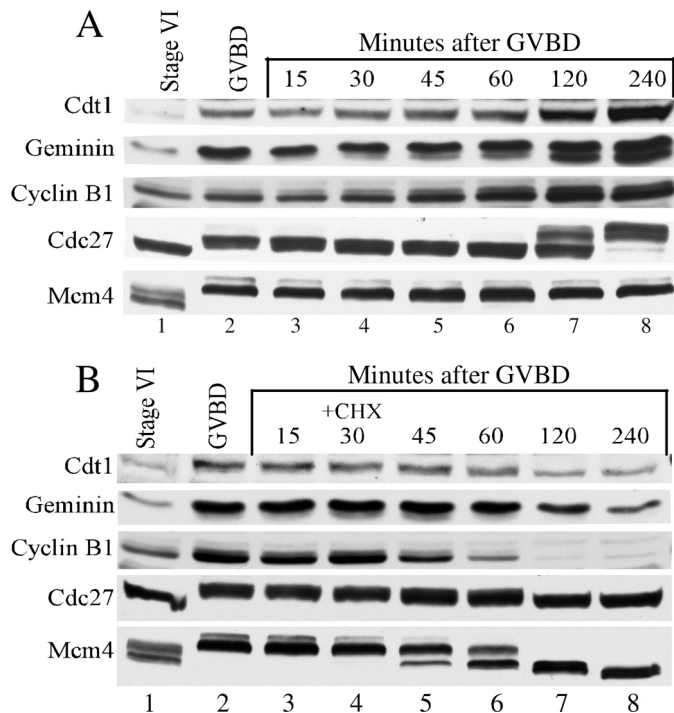 A
Stage VI
GVBD
Minutes after GVBD
15 30 45 60 120 240
Cdt1
Geminin
Cyclin B1
Cdc27
Mcm4
1 2 3 4 5 6 7 8
B
Stage VI
GVBD
Minutes after GVBD
+CHX
15 30 45 60 120 240
Cdt1
Geminin
Cyclin B1
Cdc27
Mcm4
1 2 3 4 5 6 7 8